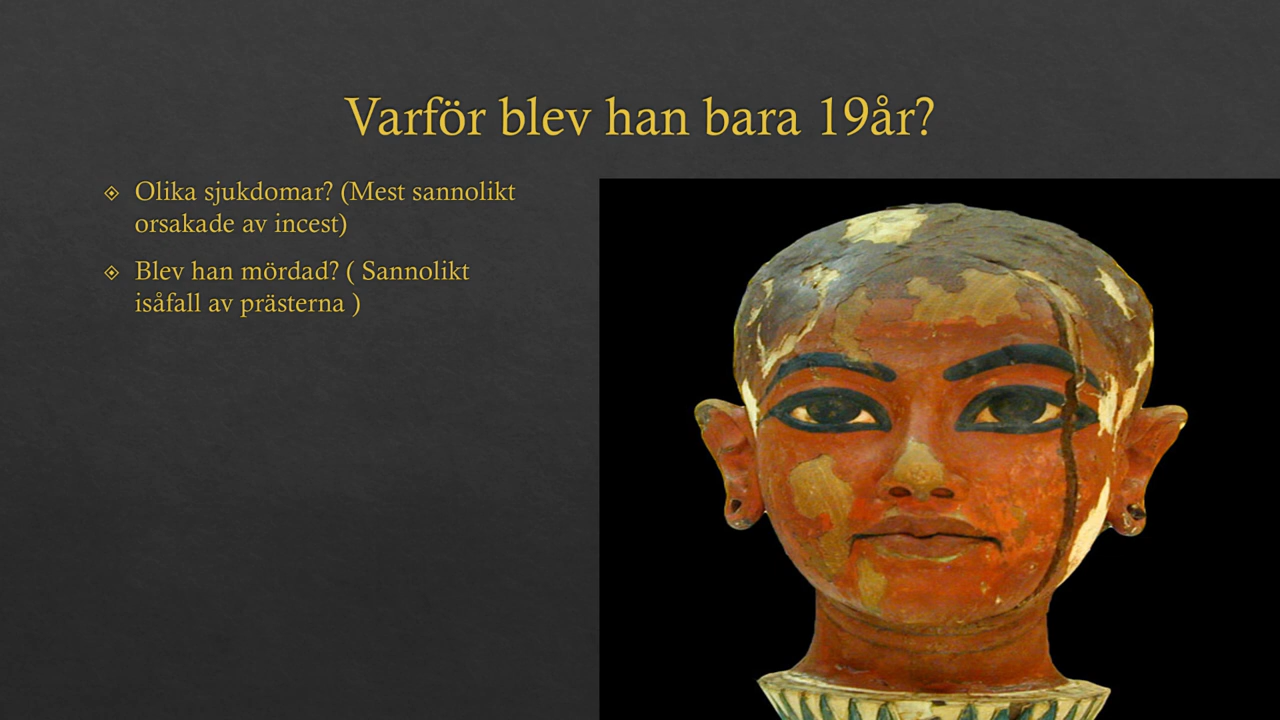 Varför blev han bara 19år?
Olika sjukdomar? (Mest sannolikt
orsakade av incest)
Blev han mördad? ( Sannolikt
isåfall av prästerna )